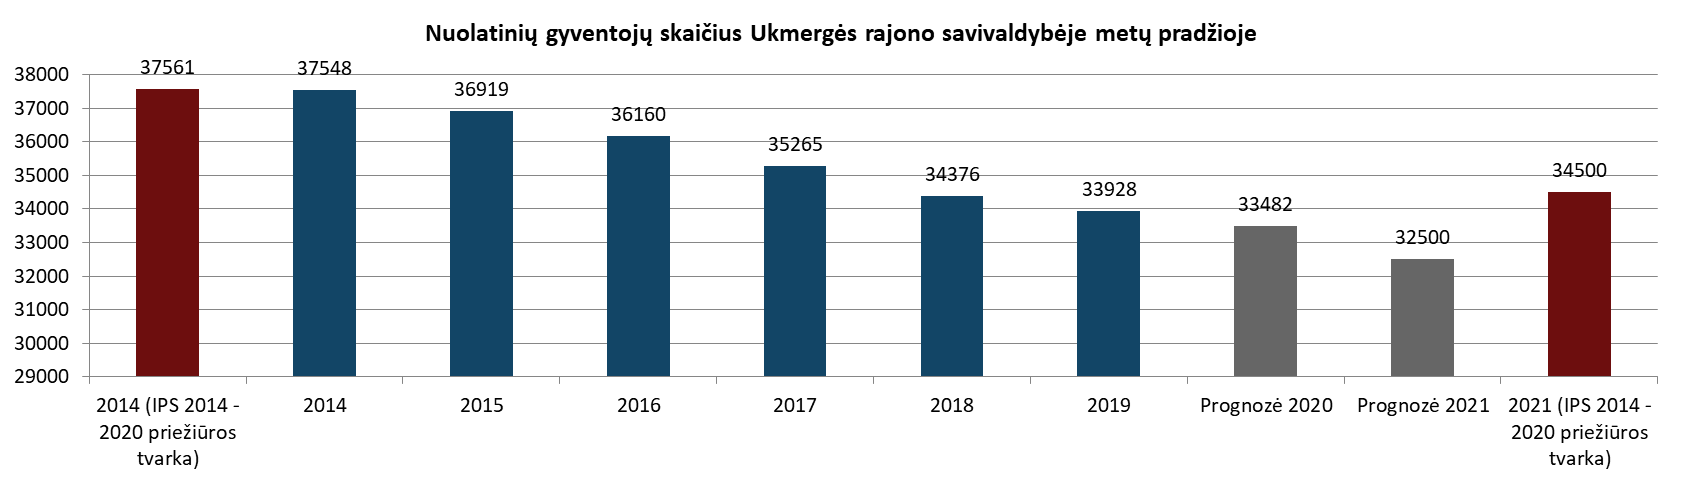 Nuolatinių gyventojų skaičius Ukmergės rajono savivaldybėje metų pradžioje
38000
37000
36000
35000
34000
33000
32000
31000
30000
29000
37561
37548
36919
36160
35265
34376
33928
33482
32500
34500
2014 (IPS 2014 -
2020 priežiūros
tvarka)
2014
2015
2016
2017
2018
2019
Prognozė 2020
Prognozė 2021
2021 (IPS 2014 -
2020 priežiūros
tvarka)